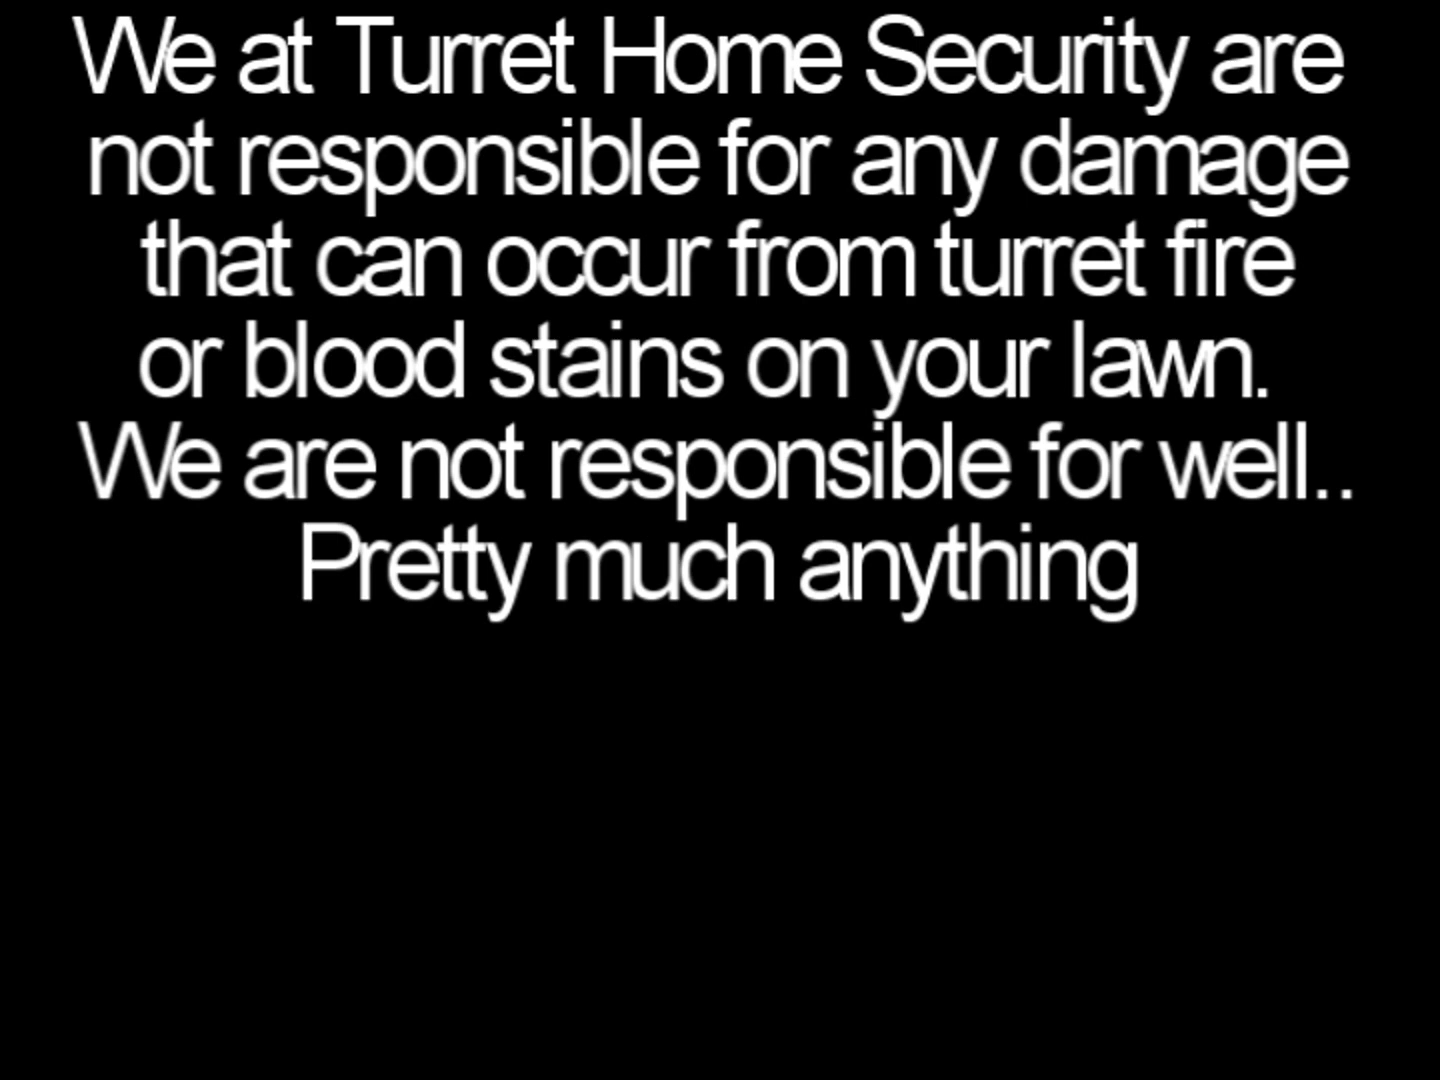 We at Turret Home Security are
not responsible for any damage
that can occur from turret fire
or blood stains on your lawn.
We are not responsible for well..
Pretty much anything